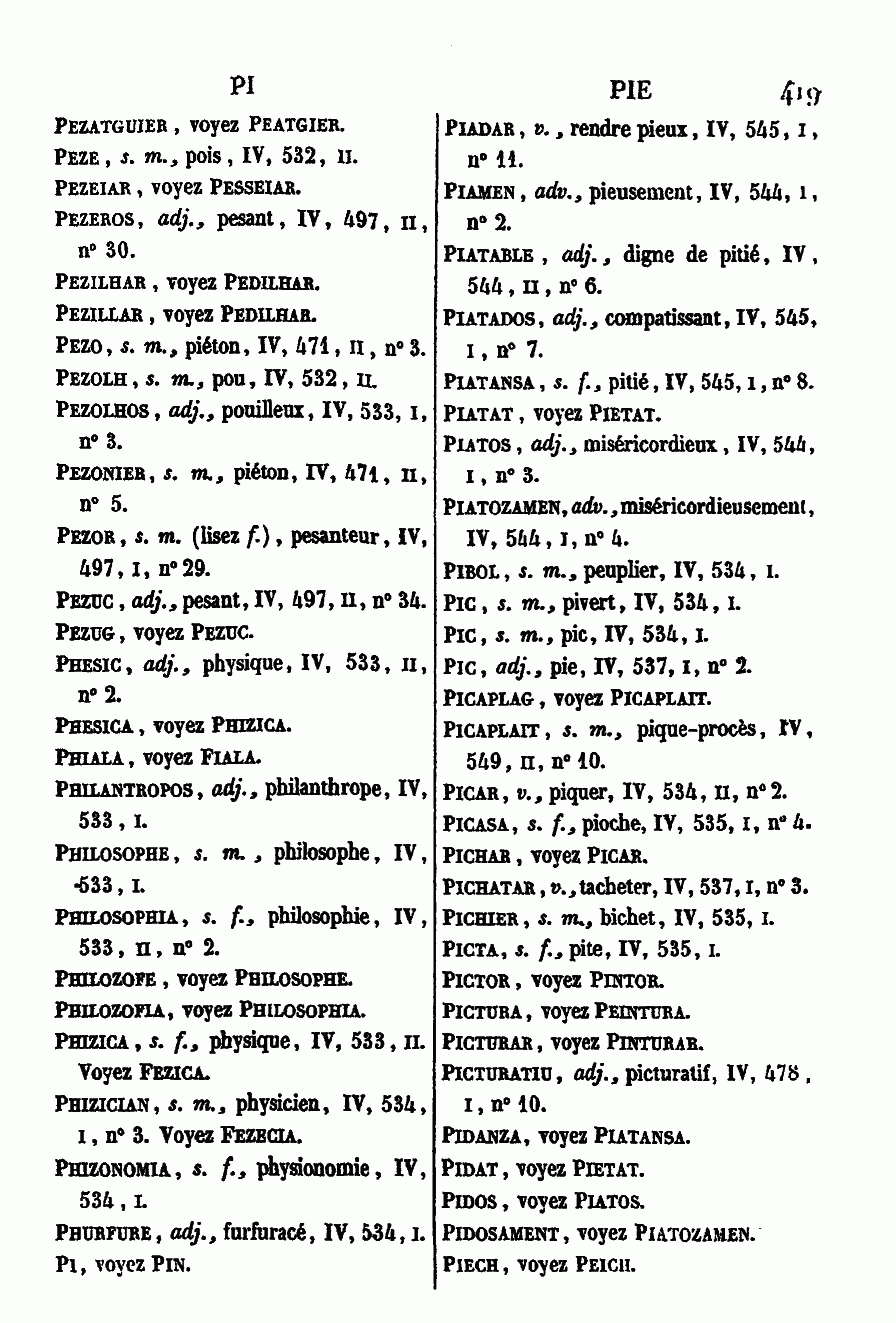 PI
PIE 419
PEZATGUIER, voyez PEATGIER.
PEZE, s. m., pois, IV, 532, II.
PEZEIAR, voyez PESSEIAR.
PEZEROS, adj., pesant, IV, 497, II,
n° 30.
PEZILHAR, voyez PEDILHAR.
PEZILLAR, voyez PEDILHAR.
PEZO, s. m., piéton, IV, 471, II, n° 3.
PEZOLH, s. m., pou, IV, 532, II.
PEZOLHOS, adj., pouilleux, IV, 533, I,
n° 3.
PEZONIER, s. m., piéton, IV, 471, II,
n° 5.
PEZOR, s. m. (lisez f.), pesanteur, IV,
497, I, n° 29.
PEZUC, adj., pesant, IV, 497, II, n° 34.
PEZUG, voyez PEZUC.
PHESIC, adj., physique, IV, 533, II,
n° 2.
PHESICA, voyez PHIZICA.
PHIALA, voyez FIALA.
PHILANTROPOS, adj., philanthrope, IV,
533, I.
PHILOSOPHE, s. m., philosophe, IV,
533, I.
PHILOSOPHIA, s. f., philosophie, IV,
533, II, n° 2.
PHILOZOFE, voyez PHILOSOPHE.
PHILOZOFIA, voyez PHILOSOPHIA.
PHIZICA, s. f., physique, IV, 533, II.
Voyez FEZICA.
PHIZICIAN, s. m., physicien, IV, 534,
I, n° 3. Voyez FEZECIA.
PHIZONOMIA, s. f., physionomie, IV,
534, I.
PHURFURE, adj., furfuracé, IV, 534, I.
PI, voyez PIN.
PIADAR, v., rendre pieux, IV, 545, I,
n° 11.
PIAMEN, adv., pieusement, IV, 544, I,
n° 2.
PIATABLE, adj., digne de pitié, IV,
544, II, n° 6.
PIATADOS, adj., compatissant, IV, 545,
I, n° 7.
PIATANSA, s. f., pitié, IV, 545, I, n° 8.
PIATAT, voyez PIETAT.
PIATOS, adj., miséricordieux, IV, 544,
I, n° 3.
PIATOZAMEN, adv., miséricordieusement,
IV, 544, I, n° 4.
PIBOL, s. m., peuplier, IV, 534, I.
PIC, s. m., pivert, IV, 534, I.
PIC, s. m., pic, IV, 534, I.
PIC, adj., pie, IV, 537, I, n° 2.
PICAPLAG, voyez PICAPLAIT.
PICAPLAIT, s. m., pique-procès, IV,
549, II, n° 10.
PICAR, v., piquer, IV, 534, II, n° 2.
PICASA, s. f., pioche, IV, 535, I, n° 4.
PICHAR, voyez PICAR.
PICHATAR, v., tacheter, IV, 537, I, n° 3.
PICHIER, s. m., bichet, IV, 535, I.
PICTA, s. f., pite, IV, 535, I.
PICTOR, voyez PINTOR.
PICTURA, voyez PEINTURA.
PICTURAR, voyez PINTURAR.
PICTURATIU, adj., picturatif, IV, 478,
I, n° 10.
PIDANZA, voyez PIATANSA.
PIDAT, voyez PIETAT.
PIDOS, voyez PIATOS.
PIDOSAMENT, voyez PIATOZAMEN.
PIECH, voyez PEICH.